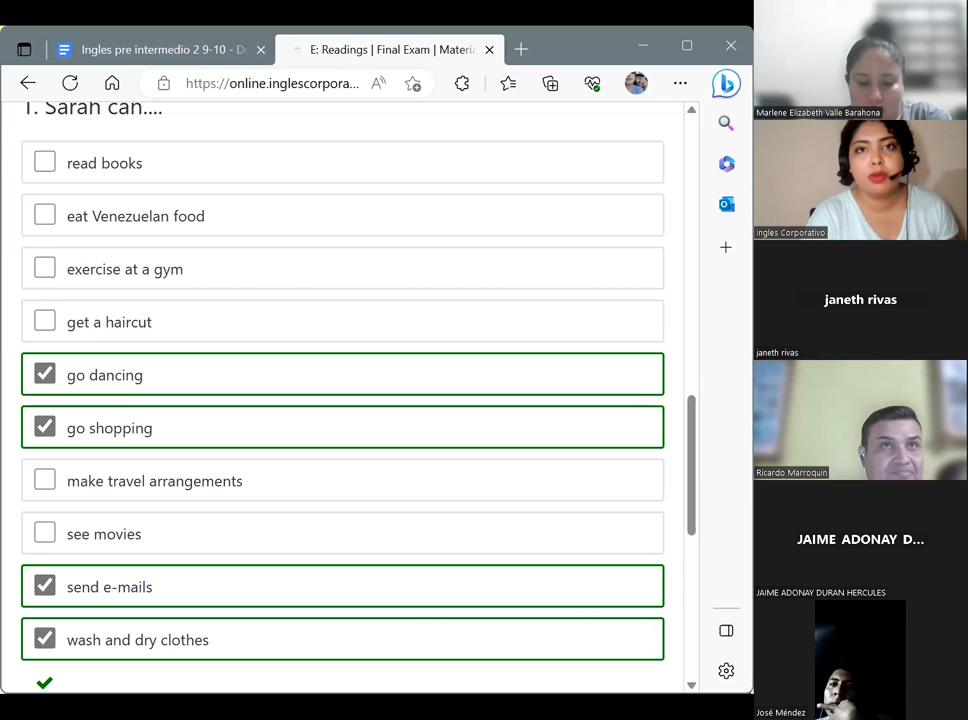 Ingles pre intermedio 2 9-10 - D
E: Readings | Final Exam | Materia
https://online.inglescorpora...
1. Sarah can....
read books
eat Venezuelan food
exercise at a gym
get a haircut
go dancing
go shopping
make travel arrangements
see movies
send e-mails
wash and dry clothes
Marlene Elizabeth Valle Barahona
Ingles Corporativo
janeth rivas
janeth rivas
Ricardo Marroquin
JAIME ADONAY D...
JAIME ADONAY DURAN HERCULES
José Méndez